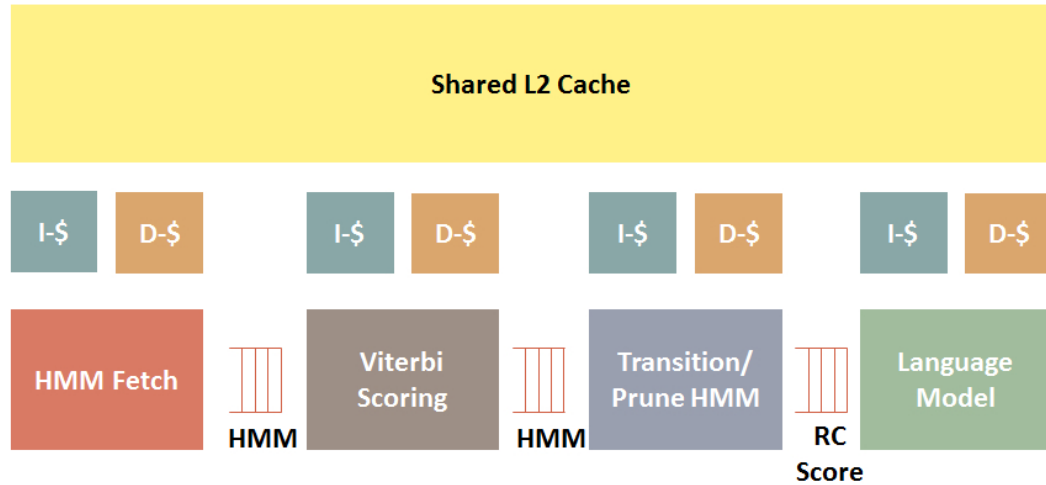 Shared L2 Cache
I-$
D-$
I-$
D-$
I-$
D-$
I-$
D-$
HMM Fetch
HMM
Viterbi
Scoring
HMM
Transition/
Prune HMM
RC
Score
Language
Model